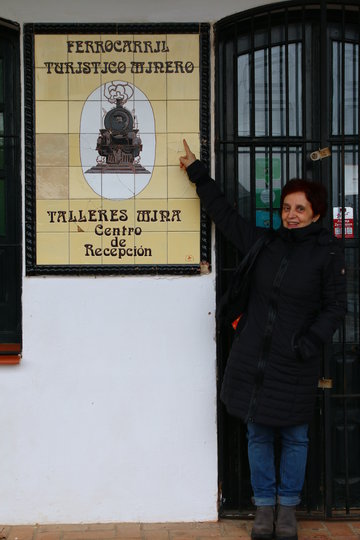 FERROCARRIL
TURISTICO MINERO
TALLERES MINA
Centro
de
Recepción